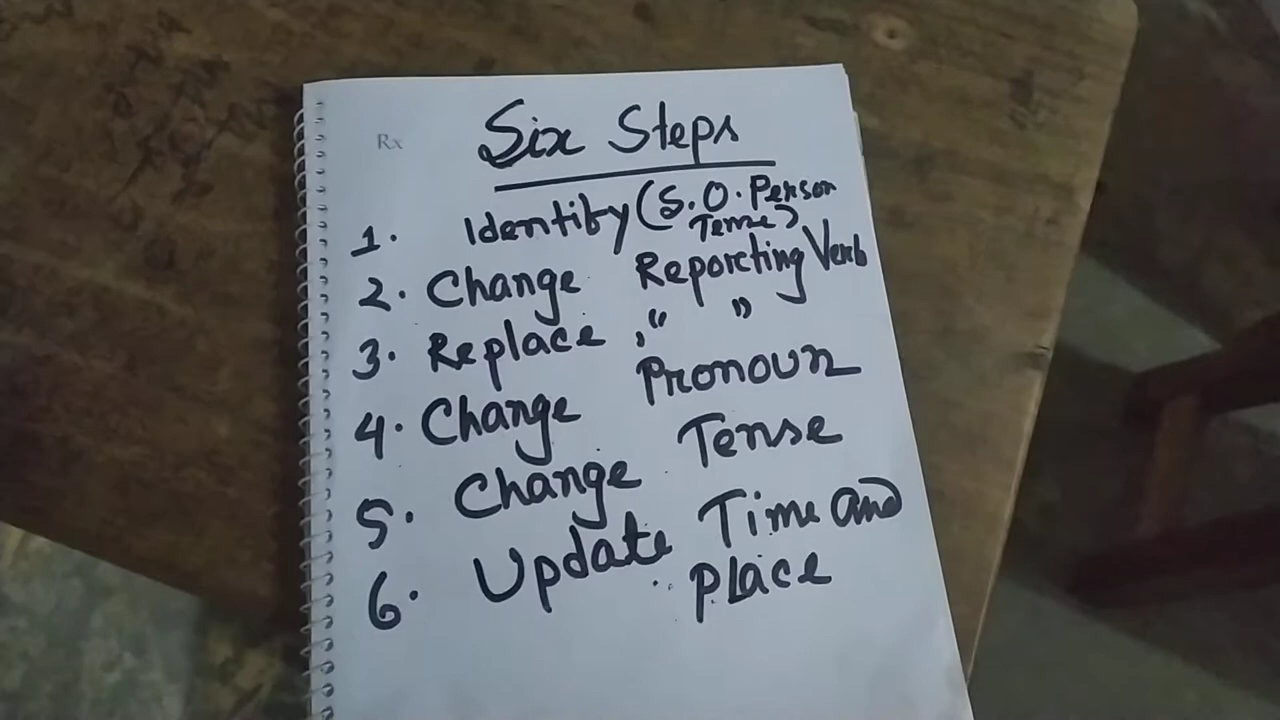 Rx
Six Steps
1. Identity (S.O. Person
Tense)
2. Change Reporting Verb
3. Replace ,“ ”
4. Change Pronoun
5. Change Tense
6. Update Time and
place